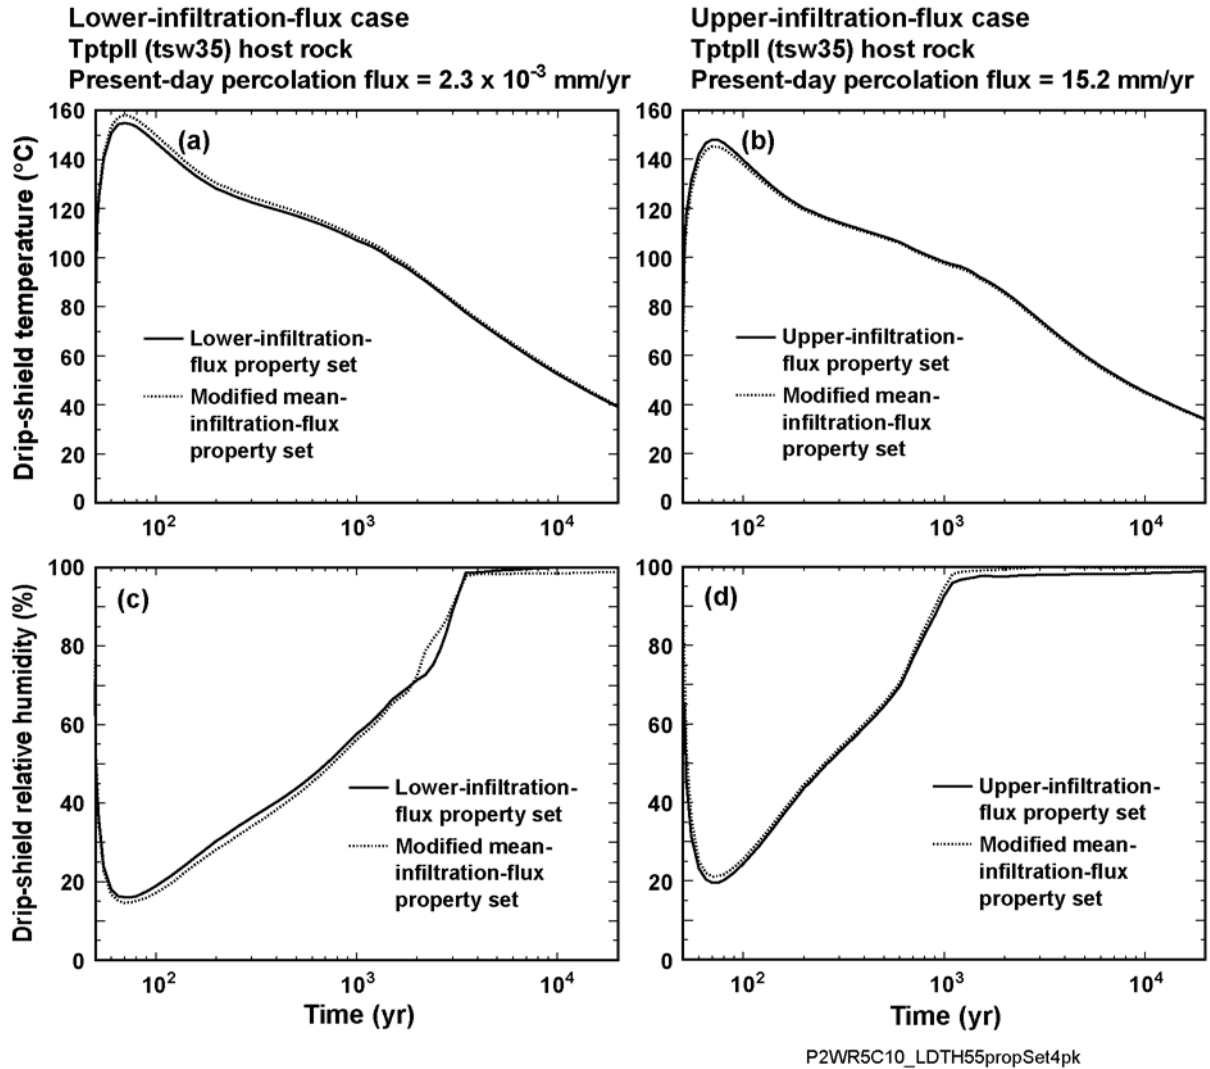 Lower-infiltration-flux case
Tptpll (tsw35) host rock
Present-day percolation flux = 2.3 x 10⁻³ mm/yr
Upper-infiltration-flux case
Tptpll (tsw35) host rock
Present-day percolation flux = 15.2 mm/yr
Drip-shield temperature (°C)
160
140
120
100
80
60
40
20
0
(a)
Lower-infiltration-
flux property set
Modified mean-
infiltration-flux
property set
10²
10³
10⁴
160
140
120
100
80
60
40
20
0
(b)
Upper-infiltration-
flux property set
Modified mean-
infiltration-flux
property set
10²
10³
10⁴
Drip-shield relative humidity (%)
100
80
60
40
20
0
(c)
Lower-infiltration-
flux property set
Modified mean-
infiltration-flux
property set
10²
10³
10⁴
Time (yr)
100
80
60
40
20
0
(d)
Upper-infiltration-
flux property set
Modified mean-
infiltration-flux
property set
10²
10³
10⁴
Time (yr)
P2WR5C10_LDTH55propSet4pk